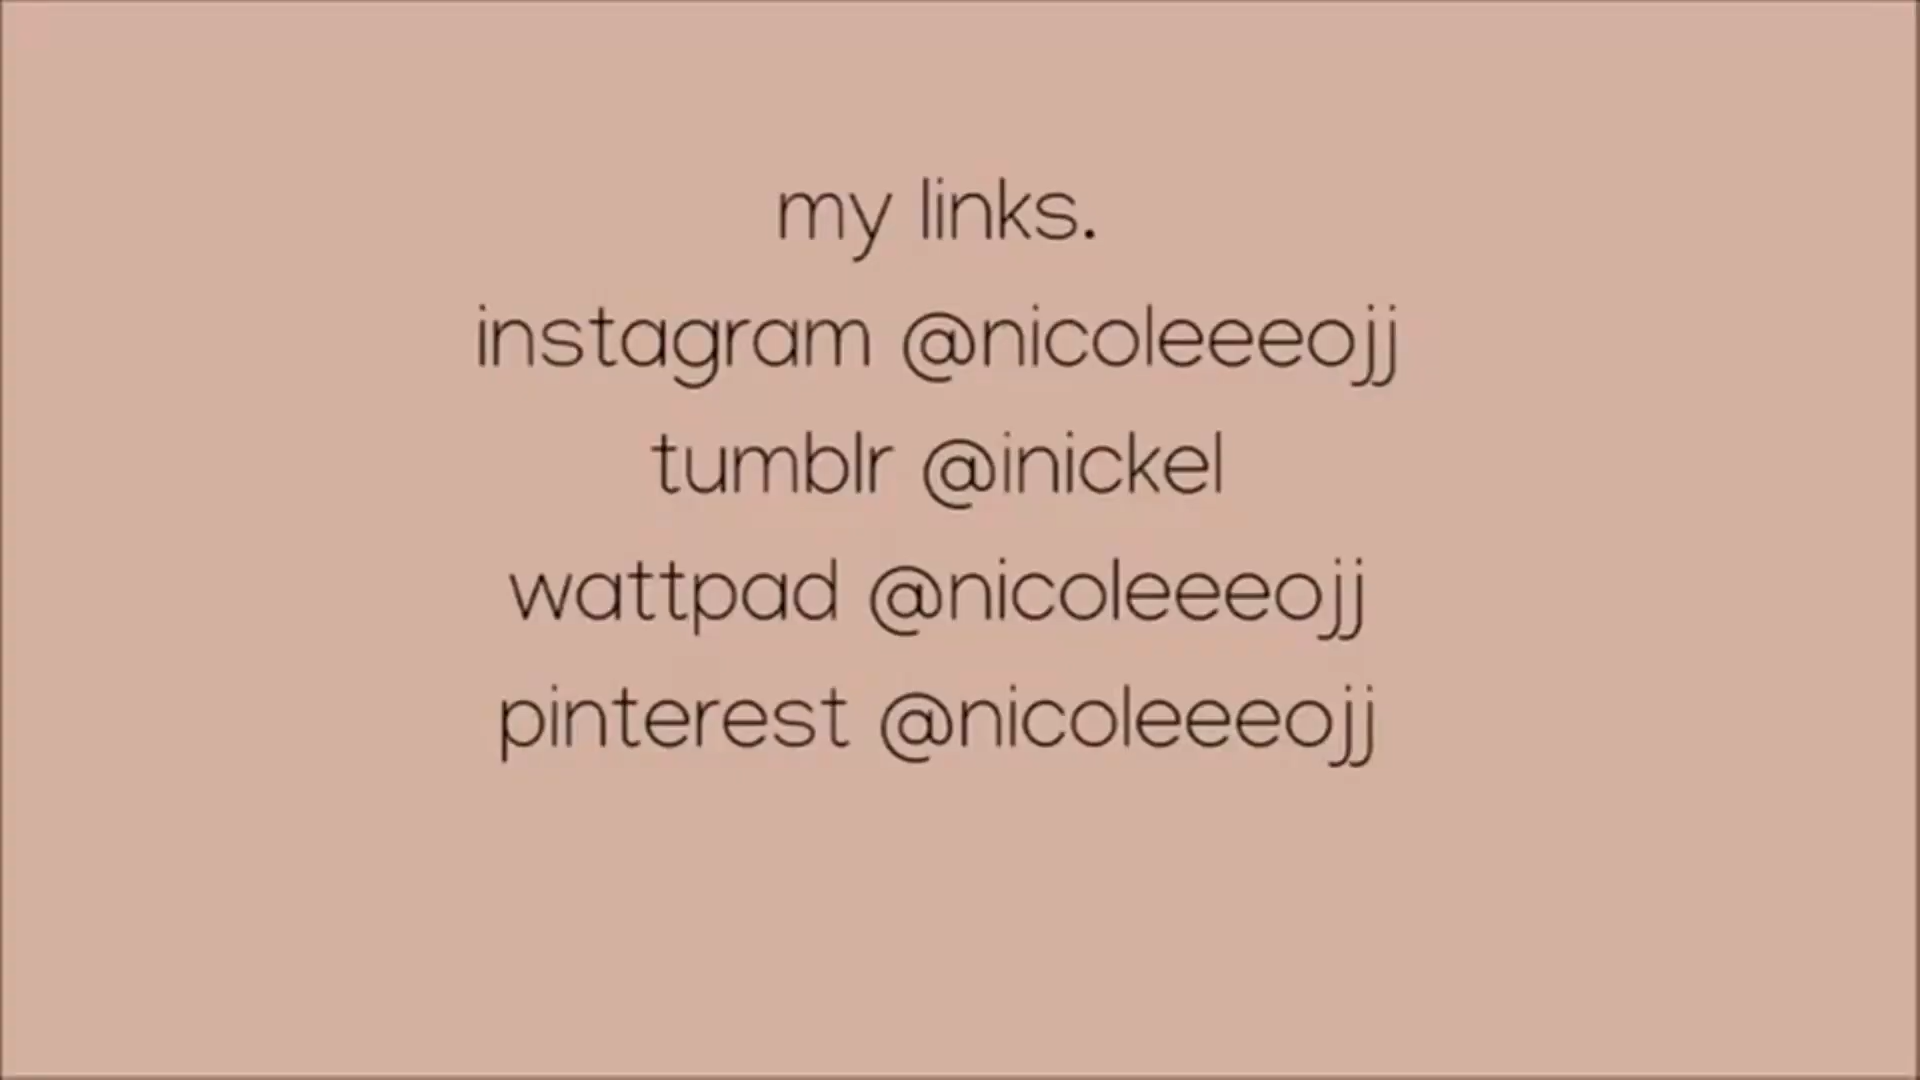 my links.
instagram @nicoleeeojj
tumblr @inickel
wattpad @nicoleeeojj
pinterest @nicoleeeojj